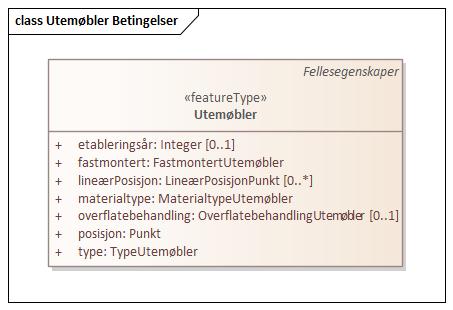 class Utemøbler Betingelser
Fellesegenskaper
«featureType»
Utemøbler
+ etableringsår: Integer [0..1]
+ fastmontert: FastmontertUtemøbler
+ lineærPosisjon: LineærPosisjonPunkt [0..*]
+ materialtype: MaterialtypeUtemøbler
+ overflatebehandling: OverflatebehandlingUtemøbler [0..1]
+ posisjon: Punkt
+ type: TypeUtemøbler